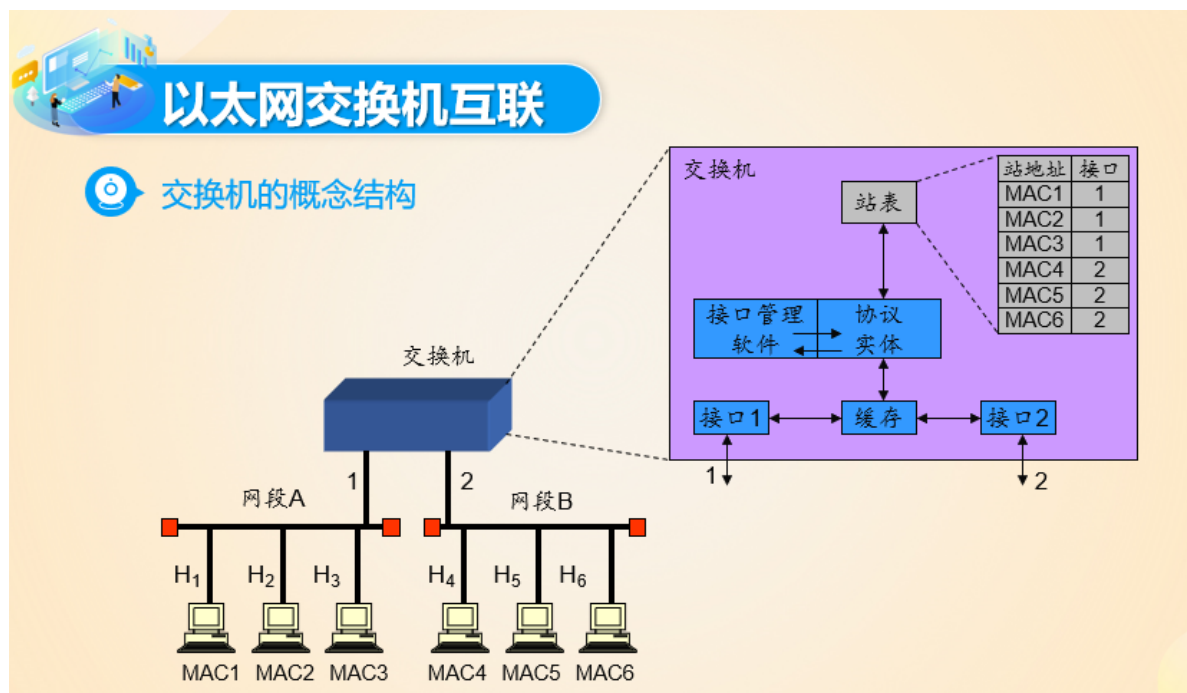 以太网交换机互联
交换机的概念结构
交换机
站表
站地址 接口
MAC1 1
MAC2 1
MAC3 1
MAC4 2
MAC5 2
MAC6 2
接口管理
软件
协议
实体
接口1
缓存
接口2
1
2
交换机
1
2
网段A
网段B
H₁
H₂
H₃
H₄
H₅
H₆
MAC1
MAC2
MAC3
MAC4
MAC5
MAC6